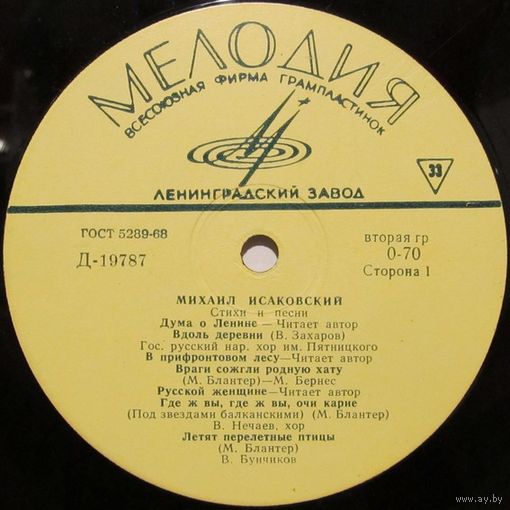 МЕЛОДИЯ
ВСЕСОЮЗНАЯ ФИРМА ГРАМПЛАСТИНОК
33
ЛЕНИНГРАДСКИЙ ЗАВОД
ГОСТ 5289-68
Д-19787
вторая гр
0-70
Сторона 1
МИХАИЛ ИСАКОВСКИЙ
Стихи и песни
Дума о Ленине — Читает автор
Вдоль деревни (В. Захаров)
Гос. русский нар. хор им. Пятницкого
В прифронтовом лесу—Читает автор
Враги сожгли родную хату
(М. Блантер)—М. Бернес
Русской женщине—Читает автор
Где ж вы, где ж вы, очи карие
(Под звездами балканскими) (М. Блантер)
В. Нечаев, хор
Летят перелетные птицы
(М. Блантер)
В. Бунчиков
www.ay.by